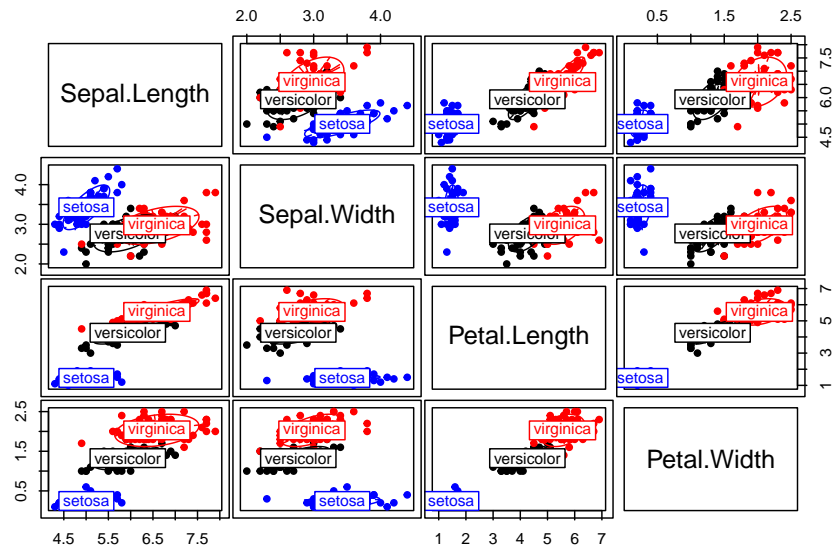 2.0 3.0 4.0 0.5 1.5 2.5
Sepal.Length
virginica
versicolor
setosa
virginica
versicolor
setosa
virginica
versicolor
setosa
4.5 6.0 7.5
2.0 3.0 4.0
setosa
virginica
versicolor
Sepal.Width
setosa
virginica
versicolor
setosa
virginica
versicolor
virginica
versicolor
setosa
virginica
versicolor
setosa
Petal.Length
virginica
versicolor
setosa
1 3 5 7
0.5 1.5 2.5
virginica
versicolor
setosa
virginica
versicolor
setosa
virginica
versicolor
setosa
Petal.Width
4.5 5.5 6.5 7.5 1 2 3 4 5 6 7